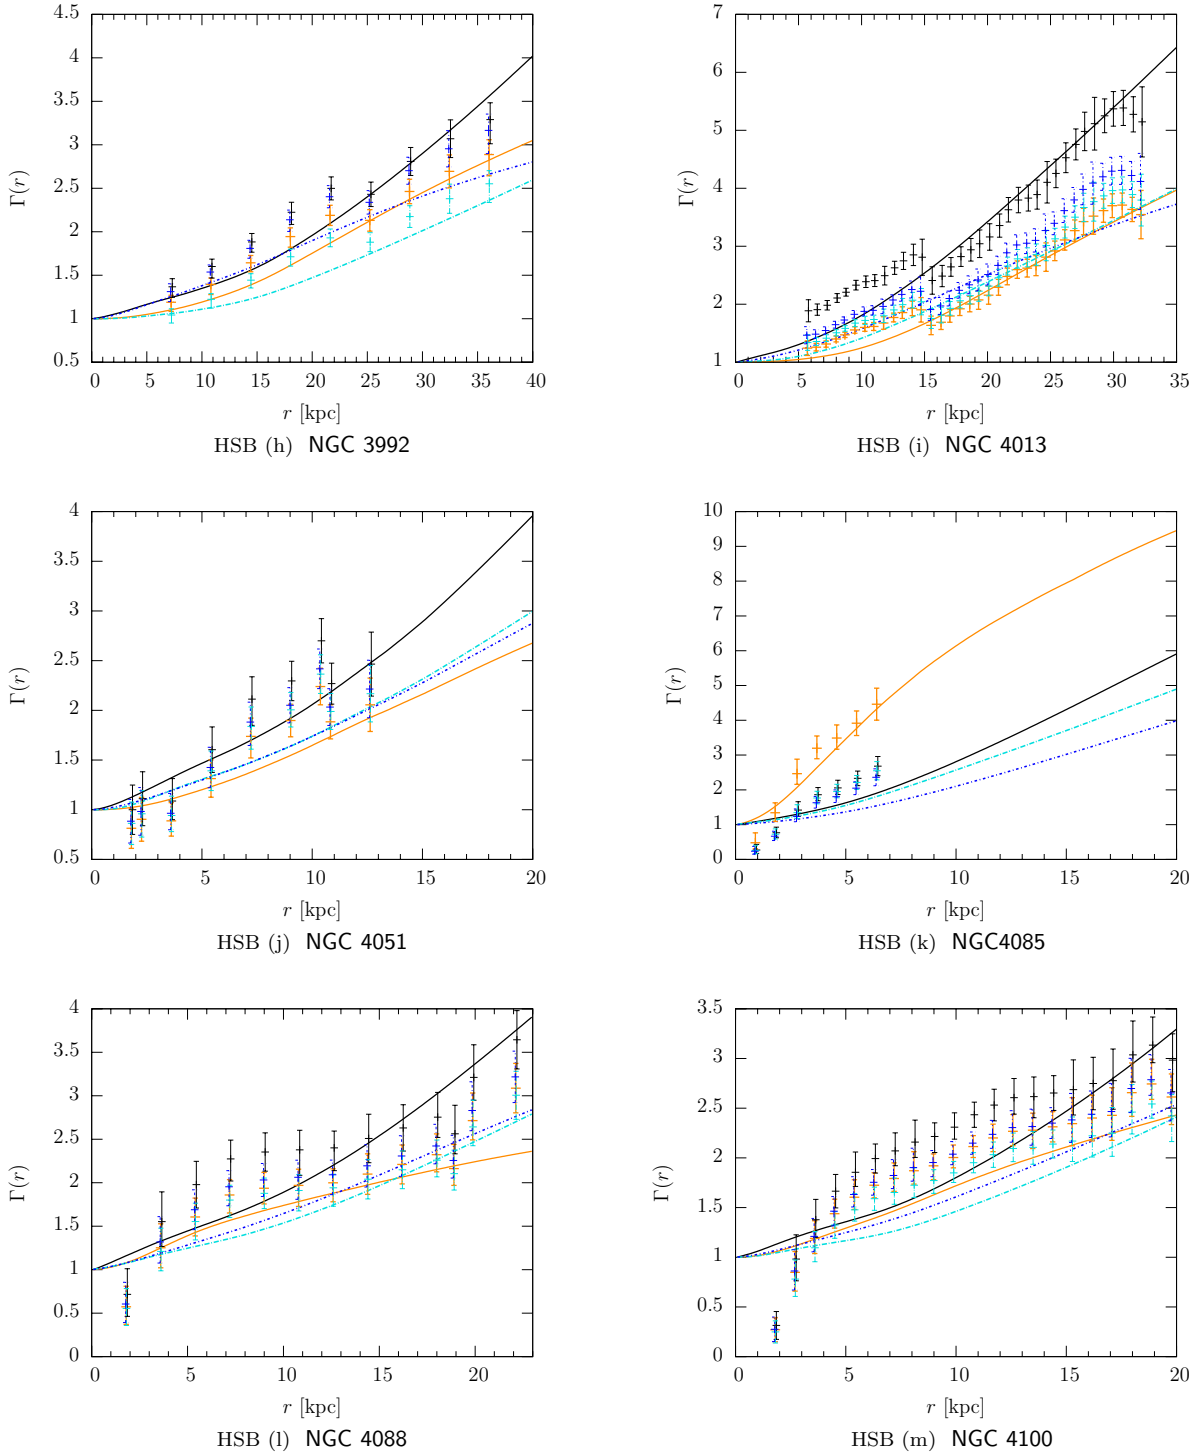 4.5
4
3.5
3
2.5
2
1.5
1
0.5
Γ(r)
0 5 10 15 20 25 30 35 40
r [kpc]
HSB (h) NGC 3992
7
6
5
4
3
2
1
Γ(r)
0 5 10 15 20 25 30 35
r [kpc]
HSB (i) NGC 4013
4
3.5
3
2.5
2
1.5
1
0.5
Γ(r)
0 5 10 15 20
r [kpc]
HSB (j) NGC 4051
10
9
8
7
6
5
4
3
2
1
0
Γ(r)
0 5 10 15 20
r [kpc]
HSB (k) NGC4085
4
3.5
3
2.5
2
1.5
1
0.5
0
Γ(r)
0 5 10 15 20
r [kpc]
HSB (l) NGC 4088
3.5
3
2.5
2
1.5
1
0.5
0
Γ(r)
0 5 10 15 20
r [kpc]
HSB (m) NGC 4100